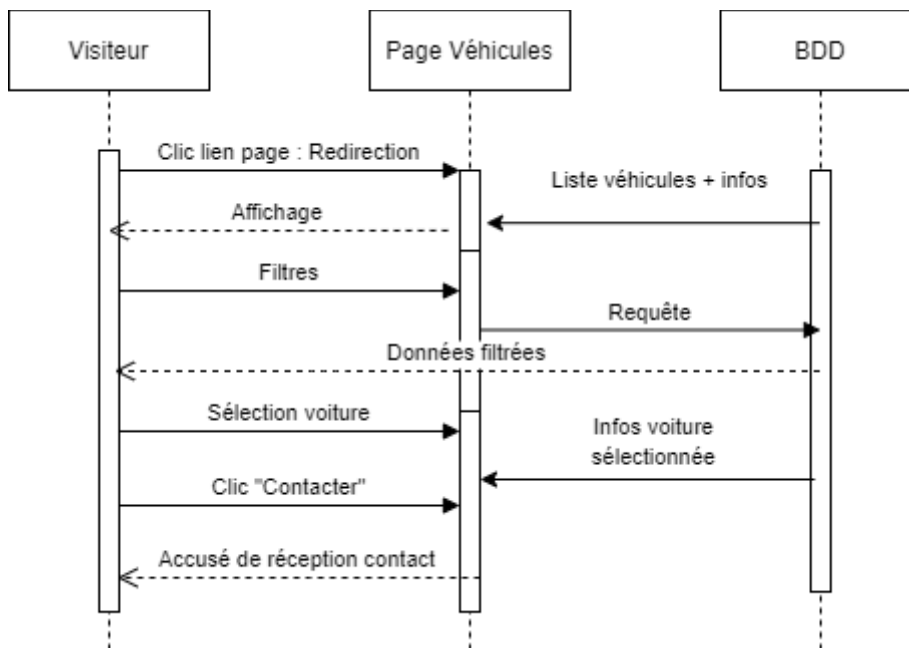 Visiteur
Page Véhicules
BDD
Clic lien page : Redirection
Liste véhicules + infos
Affichage
Filtres
Requête
Données filtrées
Sélection voiture
Infos voiture
sélectionnée
Clic "Contacter"
Accusé de réception contact